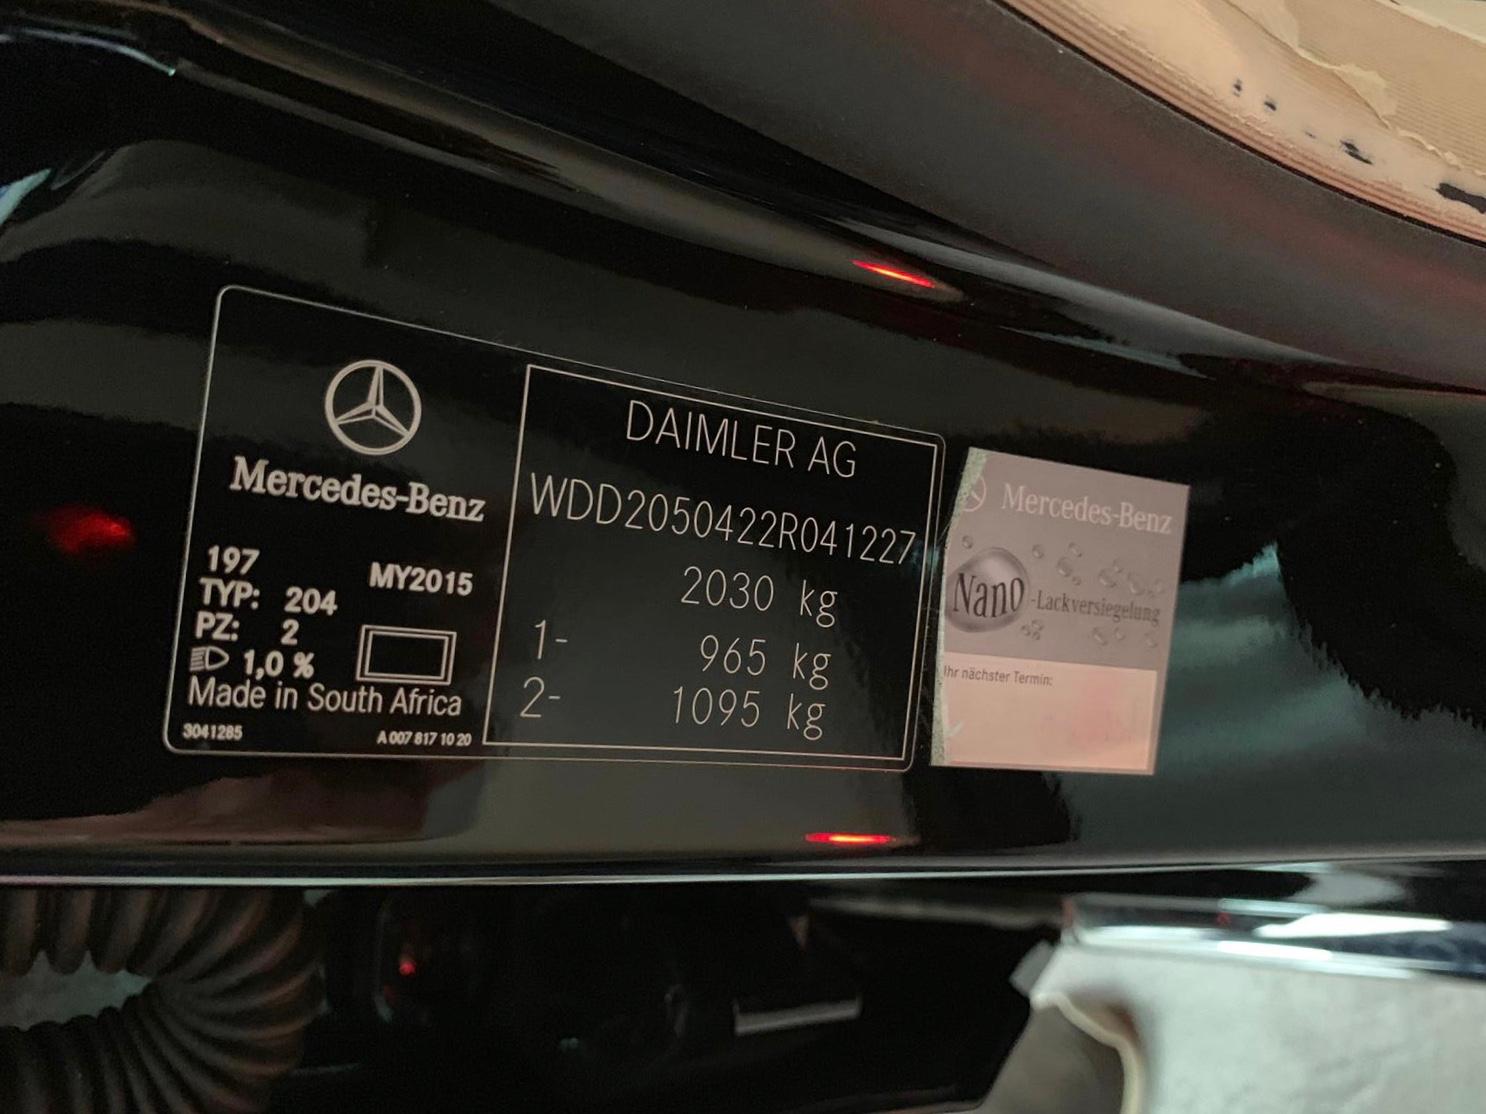 Mercedes-Benz
197 MY2015
TYP: 204
PZ: 2
1,0 %
Made in South Africa
3041285 A 007 817 10 20
DAIMLER AG
WDD2050422R041227
2030 kg
1- 965 kg
2- 1095 kg
Mercedes-Benz
Nano-Lackversiegelung
Ihr nächster Termin: